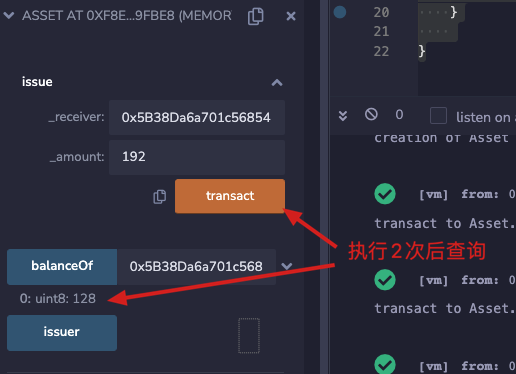 ASSET AT 0XF8E...9FBE8 (MEMOR
issue
_receiver:
0x5B38Da6a701c56854
_amount:
192
transact
balanceOf
0x5B38Da6a701c568
0: uint8: 128
issuer
执行2次后查询
20
}
21
22
}
0
listen on a
creation of Asset
[vm] from: 0
transact to Asset.
[vm] from: 0
transact to Asset.
[vm] from: 0